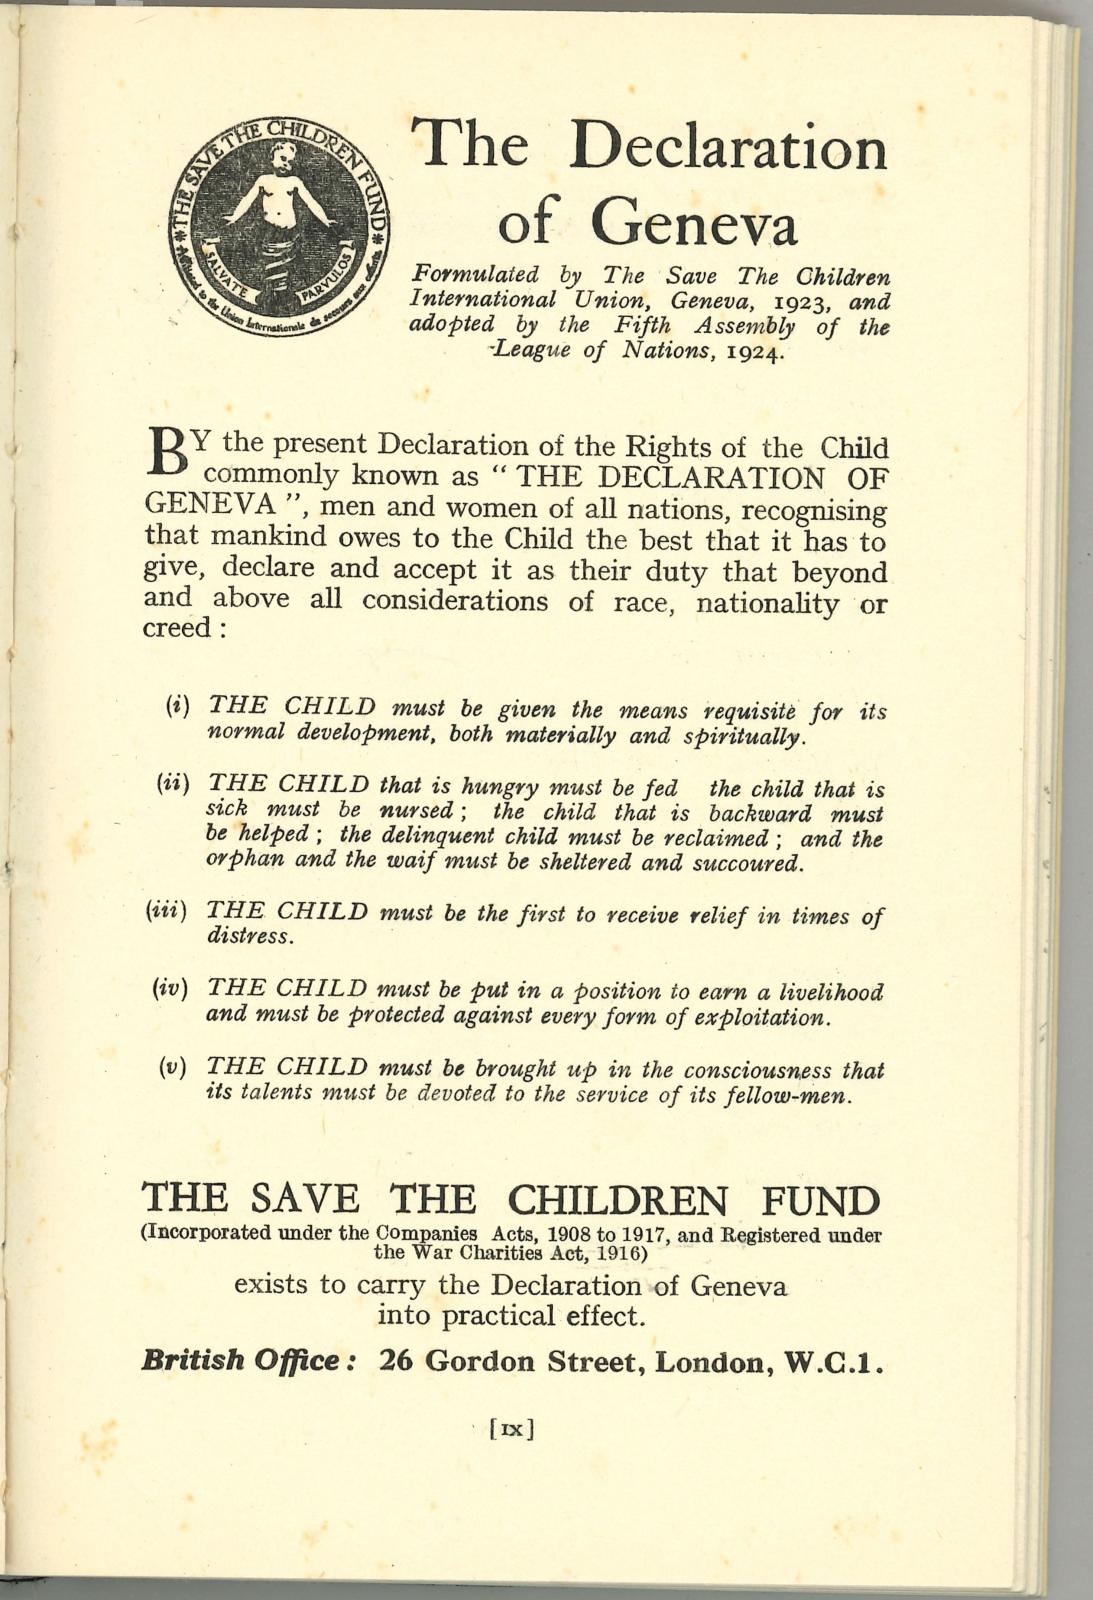 THE SAVE THE CHILDREN FUND
SALVATE PARVULOS
Affiliated to the Union Internationale de secours aux enfants
The Declaration
of Geneva
Formulated by The Save The Children
International Union, Geneva, 1923, and
adopted by the Fifth Assembly of the
League of Nations, 1924.
BY the present Declaration of the Rights of the Child
commonly known as “ THE DECLARATION OF
GENEVA ”, men and women of all nations, recognising
that mankind owes to the Child the best that it has to
give, declare and accept it as their duty that beyond
and above all considerations of race, nationality or
creed :
(i) THE CHILD must be given the means requisite for its
normal development, both materially and spiritually.
(ii) THE CHILD that is hungry must be fed the child that is
sick must be nursed ; the child that is backward must
be helped ; the delinquent child must be reclaimed ; and the
orphan and the waif must be sheltered and succoured.
(iii) THE CHILD must be the first to receive relief in times of
distress.
(iv) THE CHILD must be put in a position to earn a livelihood
and must be protected against every form of exploitation.
(v) THE CHILD must be brought up in the consciousness that
its talents must be devoted to the service of its fellow-men.
THE SAVE THE CHILDREN FUND
(Incorporated under the Companies Acts, 1908 to 1917, and Registered under
the War Charities Act, 1916)
exists to carry the Declaration of Geneva
into practical effect.
British Office : 26 Gordon Street, London, W.C.1.
[ IX ]